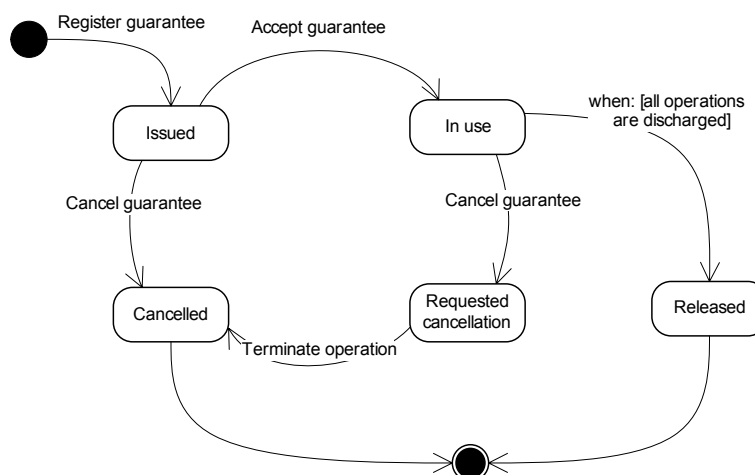 Register guarantee
Accept guarantee
when: [all operations
are discharged]
Issued
In use
Cancel guarantee
Cancel guarantee
Cancelled
Requested
cancellation
Released
Terminate operation